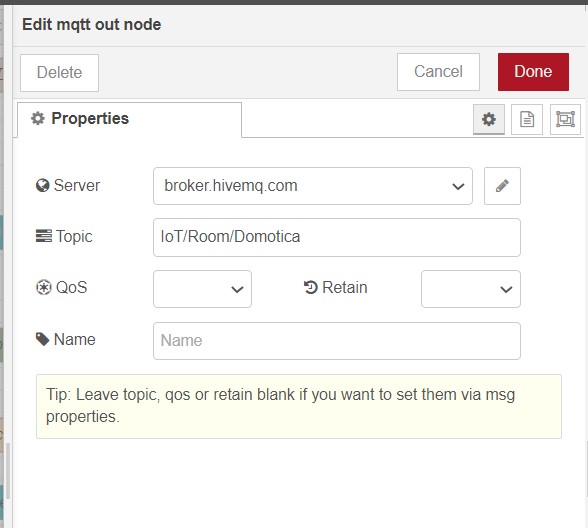 Edit mqtt out node
Delete
Cancel
Done
Properties
Server
broker.hivemq.com
Topic
IoT/Room/Domotica
QoS
Retain
Name
Name
Tip: Leave topic, qos or retain blank if you want to set them via msg
properties.